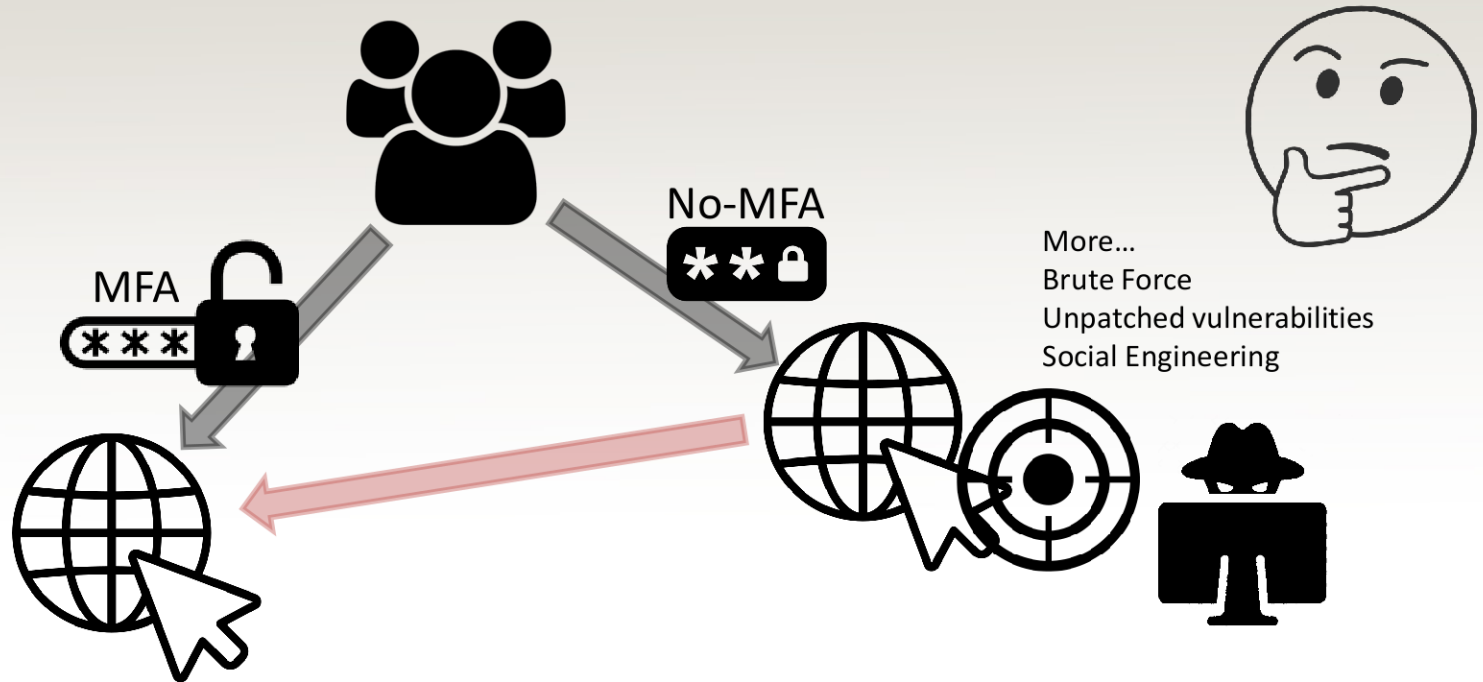 No-MFA
**
MFA
***
More...
Brute Force
Unpatched vulnerabilities
Social Engineering